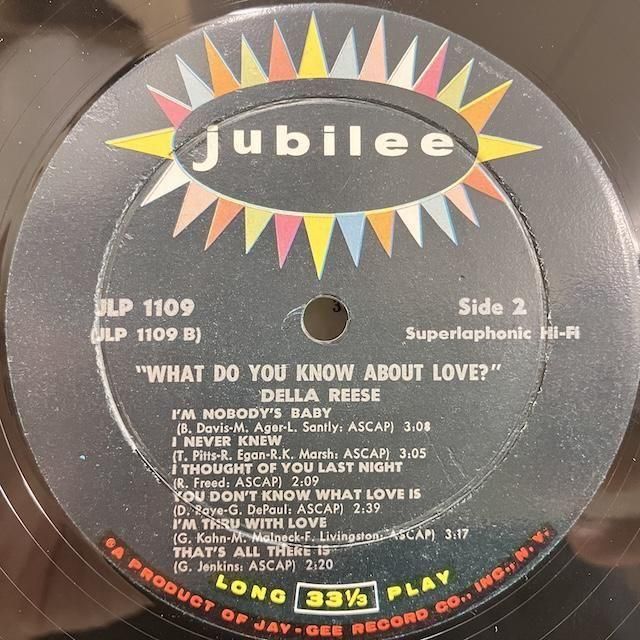 jubilee
JLP 1109
Side 2
(JLP 1109 B)
Superlaphonic Hi-Fi
3
"WHAT DO YOU KNOW ABOUT LOVE?"
DELLA REESE
I'M NOBODY'S BABY
(B. Davis-M. Ager-L. Santly: ASCAP) 3:08
I NEVER KNEW
(T. Pitts-R. Egan-R.K. Marsh: ASCAP) 3:05
I THOUGHT OF YOU LAST NIGHT
(R. Freed: ASCAP) 2:09
YOU DON'T KNOW WHAT LOVE IS
(D. Raye-G. DePaul: ASCAP) 2:39
I'M THRU WITH LOVE
(G. Kahn-M. Malneck-F. Livingston: ASCAP) 3:17
THAT'S ALL THERE IS
(G. Jenkins: ASCAP) 2:20
LONG 33⅓ PLAY
A PRODUCT OF JAY-GEE RECORD CO., INC., N.Y.